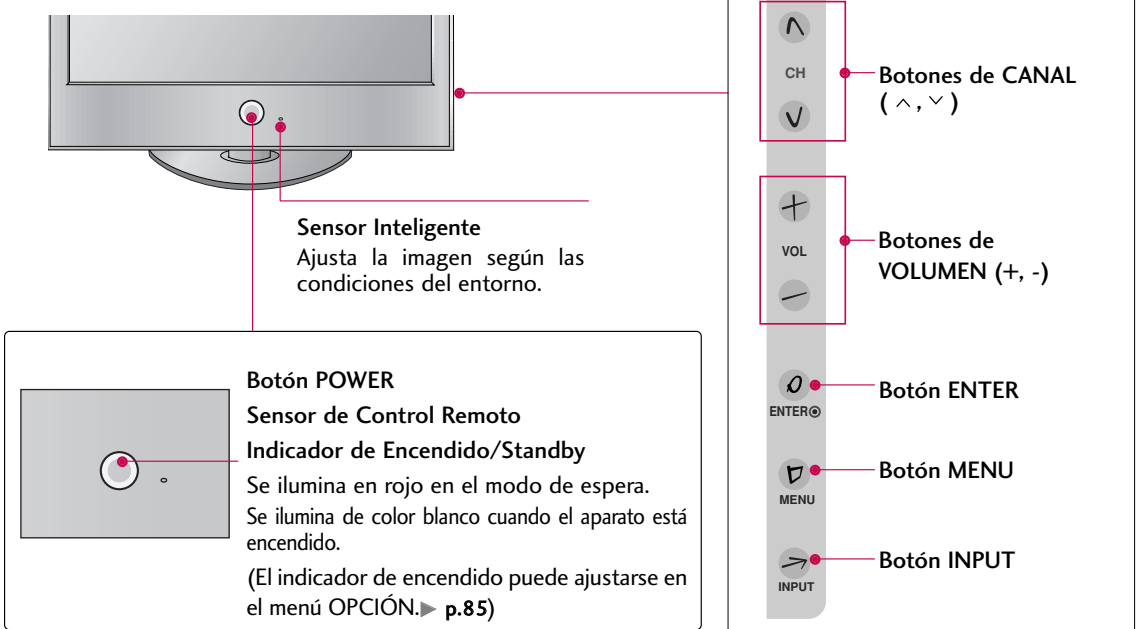 Sensor Inteligente
Ajusta la imagen según las
condiciones del entorno.
Botón POWER
Sensor de Control Remoto
Indicador de Encendido/Standby
Se ilumina en rojo en el modo de espera.
Se ilumina de color blanco cuando el aparato está
encendido.
(El indicador de encendido puede ajustarse en
el menú OPCIÓN.▶ p.85)
CH
Botones de CANAL
( ︿ , ﹀ )
+
VOL
—
Botones de
VOLUMEN (+, -)
ENTER⊙
Botón ENTER
MENU
Botón MENU
INPUT
Botón INPUT